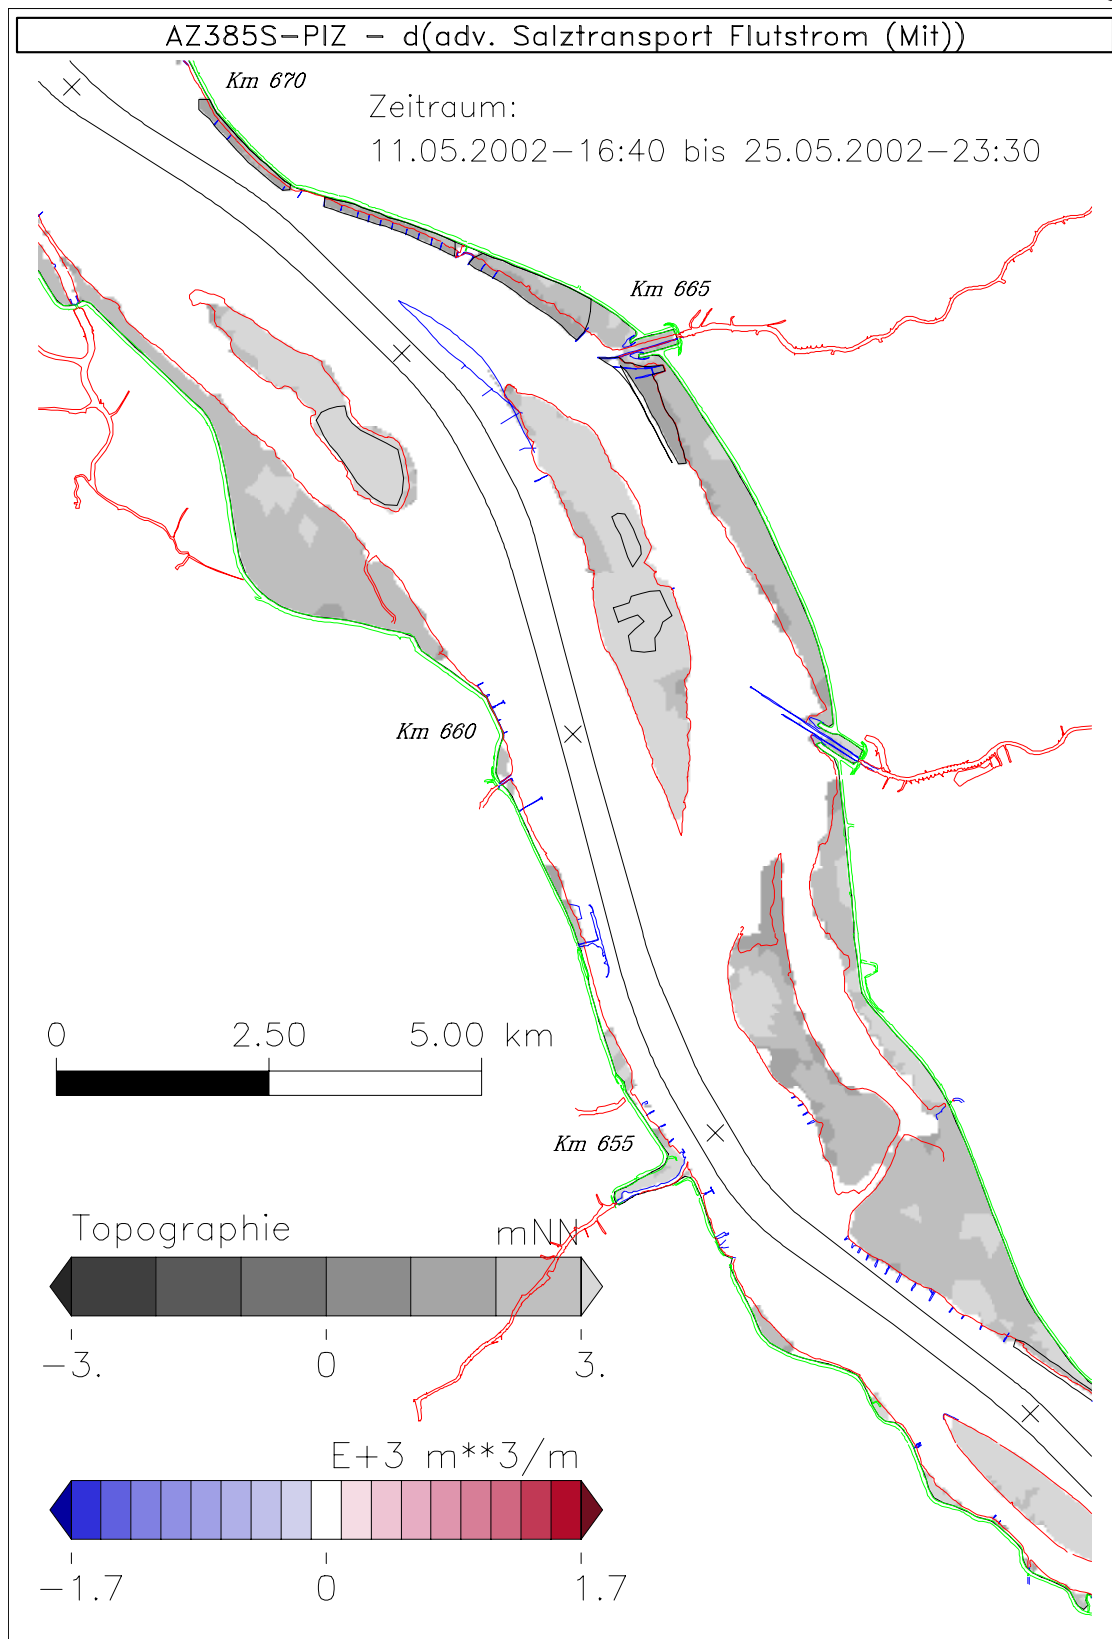 AZ385S-PIZ - d(adv. Salztransport Flutstrom (Mit))
Km 670
Zeitraum:
11.05.2002-16:40 bis 25.05.2002-23:30
Km 665
Km 660
0 2.50 5.00 km
Km 655
Topographie mNN
-3. 0 3.
E+3 m**3/m
-1.7 0 1.7